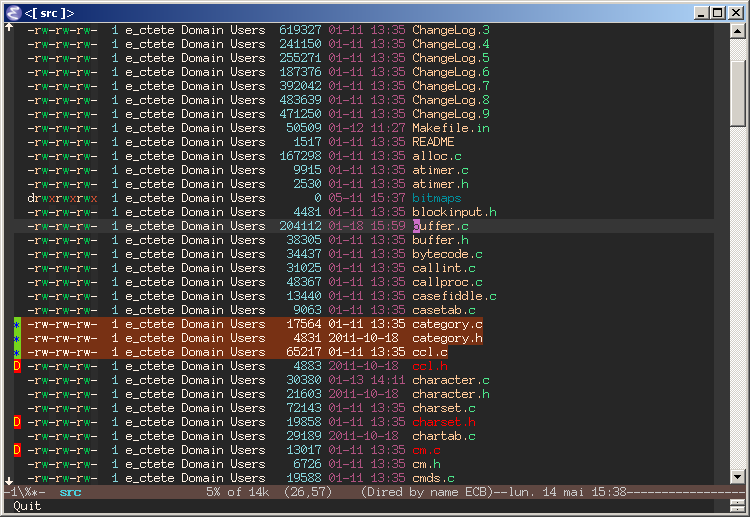 <[ src ]>
-rw-rw-rw- 1 e_ctete Domain Users 619327 01-11 13:35 ChangeLog.3
-rw-rw-rw- 1 e_ctete Domain Users 241150 01-11 13:35 ChangeLog.4
-rw-rw-rw- 1 e_ctete Domain Users 255271 01-11 13:35 ChangeLog.5
-rw-rw-rw- 1 e_ctete Domain Users 187376 01-11 13:35 ChangeLog.6
-rw-rw-rw- 1 e_ctete Domain Users 392042 01-11 13:35 ChangeLog.7
-rw-rw-rw- 1 e_ctete Domain Users 483639 01-11 13:35 ChangeLog.8
-rw-rw-rw- 1 e_ctete Domain Users 471250 01-11 13:35 ChangeLog.9
-rw-rw-rw- 1 e_ctete Domain Users 50509 01-12 11:27 Makefile.in
-rw-rw-rw- 1 e_ctete Domain Users 1517 01-11 13:35 README
-rw-rw-rw- 1 e_ctete Domain Users 167298 01-11 13:35 alloc.c
-rw-rw-rw- 1 e_ctete Domain Users 9915 01-11 13:35 atimer.c
-rw-rw-rw- 1 e_ctete Domain Users 2530 01-11 13:35 atimer.h
drwxrwxrwx 1 e_ctete Domain Users 0 05-11 15:37 bitmaps
-rw-rw-rw- 1 e_ctete Domain Users 4481 01-11 13:35 blockinput.h
-rw-rw-rw- 1 e_ctete Domain Users 204112 01-18 15:59 buffer.c
-rw-rw-rw- 1 e_ctete Domain Users 38305 01-11 13:35 buffer.h
-rw-rw-rw- 1 e_ctete Domain Users 34437 01-11 13:35 bytecode.c
-rw-rw-rw- 1 e_ctete Domain Users 31025 01-11 13:35 callint.c
-rw-rw-rw- 1 e_ctete Domain Users 48367 01-11 13:35 callproc.c
-rw-rw-rw- 1 e_ctete Domain Users 13440 01-11 13:35 casefiddle.c
-rw-rw-rw- 1 e_ctete Domain Users 9063 01-11 13:35 casetab.c
* -rw-rw-rw- 1 e_ctete Domain Users 17564 01-11 13:35 category.c
* -rw-rw-rw- 1 e_ctete Domain Users 4831 2011-10-18 category.h
* -rw-rw-rw- 1 e_ctete Domain Users 65217 01-11 13:35 ccl.c
D -rw-rw-rw- 1 e_ctete Domain Users 4883 2011-10-18 ccl.h
-rw-rw-rw- 1 e_ctete Domain Users 30380 01-13 14:11 character.c
-rw-rw-rw- 1 e_ctete Domain Users 21603 2011-10-18 character.h
-rw-rw-rw- 1 e_ctete Domain Users 72143 01-11 13:35 charset.c
D -rw-rw-rw- 1 e_ctete Domain Users 19858 01-11 13:35 charset.h
-rw-rw-rw- 1 e_ctete Domain Users 29189 2011-10-18 chartab.c
D -rw-rw-rw- 1 e_ctete Domain Users 13017 01-11 13:35 cm.c
-rw-rw-rw- 1 e_ctete Domain Users 6726 01-11 13:35 cm.h
-rw-rw-rw- 1 e_ctete Domain Users 19588 01-11 13:35 cmds.c
-1\%*- src 5% of 14k (26,57) (Dired by name ECB)--lun. 14 mai 15:38-----------------
Quit